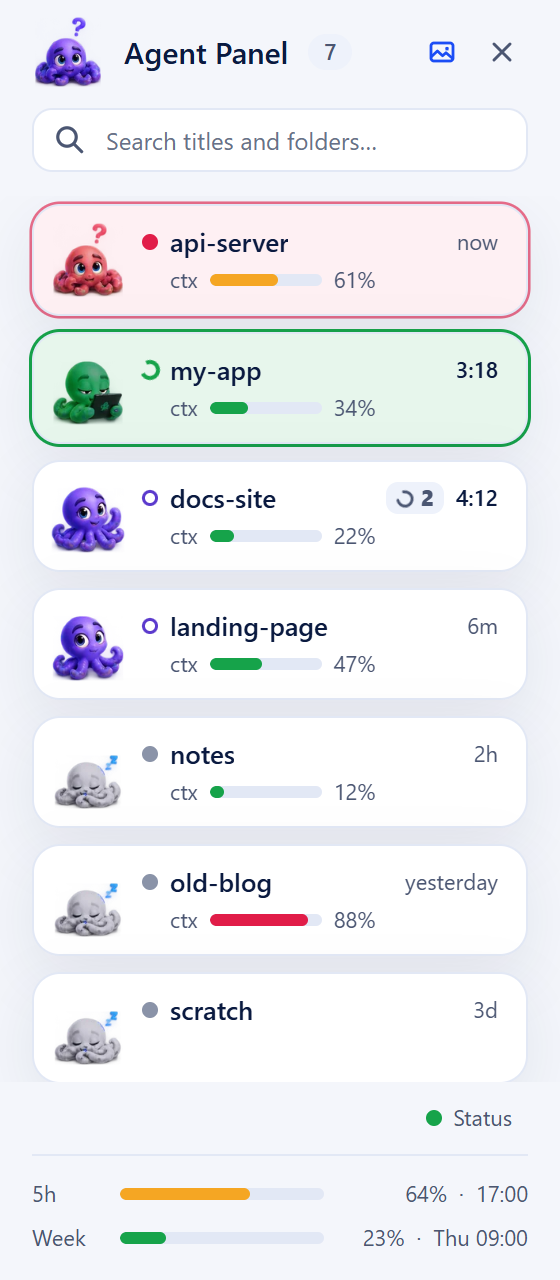 ?
Agent Panel 7
Search titles and folders...
?
api-server now
ctx 61%
my-app 3:18
ctx 34%
docs-site 2 4:12
ctx 22%
landing-page 6m
ctx 47%
notes 2h
ctx 12%
old-blog yesterday
ctx 88%
scratch 3d
Status
5h 64% · 17:00
Week 23% · Thu 09:00